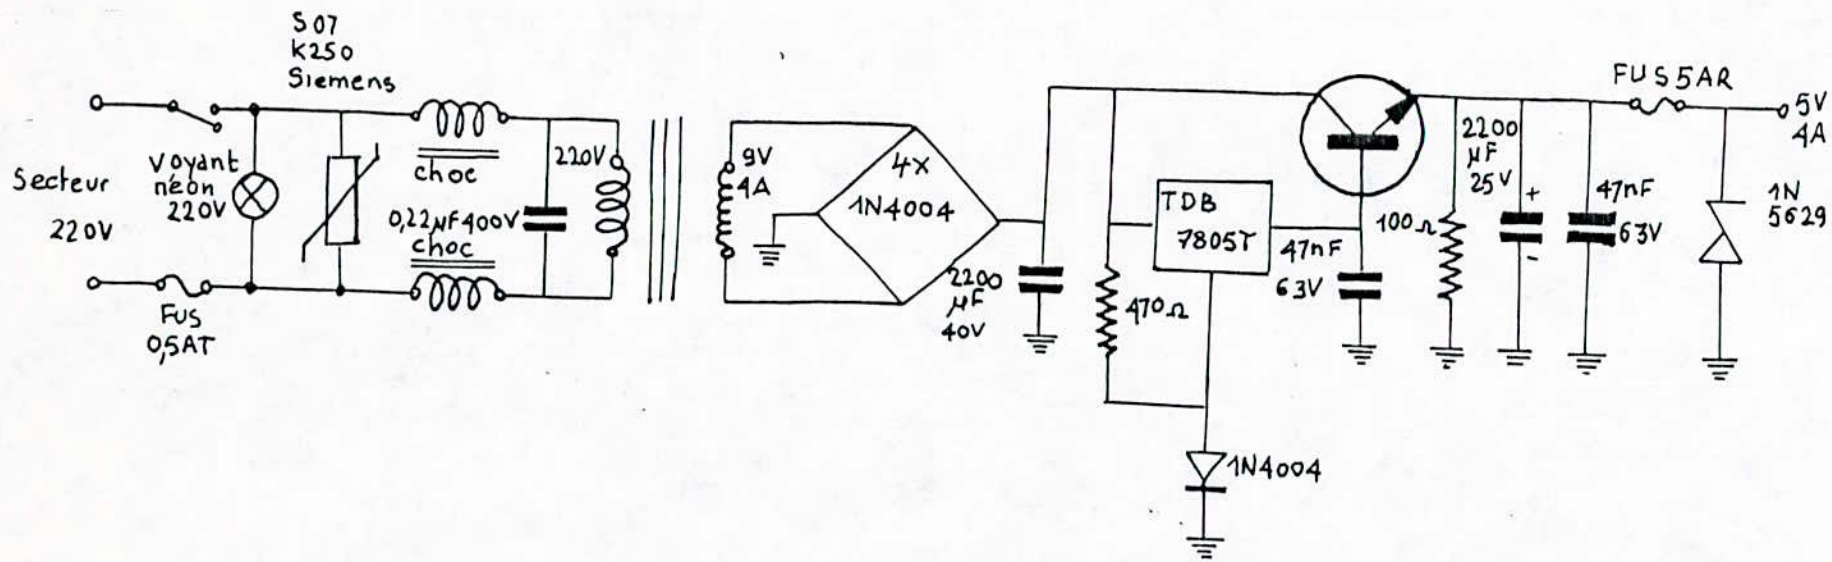 S07
K250
Siemens
Secteur
220V
Voyant
néon
220V
Fus
0,5AT
choc
0,22µF 400V
choc
220V
9V
4A
4x
1N4004
2200
µF
40V
470Ω
TDB
7805T
1N4004
47nF
63V
100Ω
2200
µF
25V
+
-
47nF
63V
FUS5AR
5V
4A
1N
5629